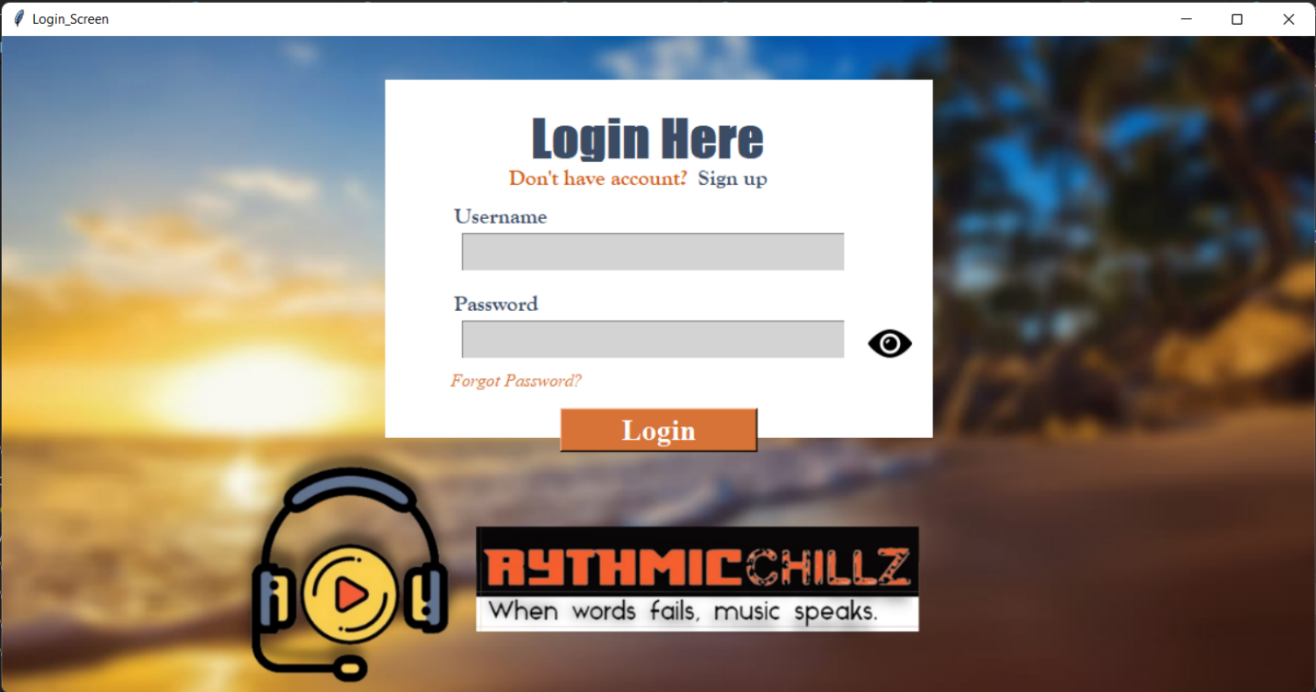 Login_Screen
Login Here
Don't have account? Sign up
Username
Password
Forgot Password?
Login
RYTHMICCHILLZ
When words fails, music speaks.